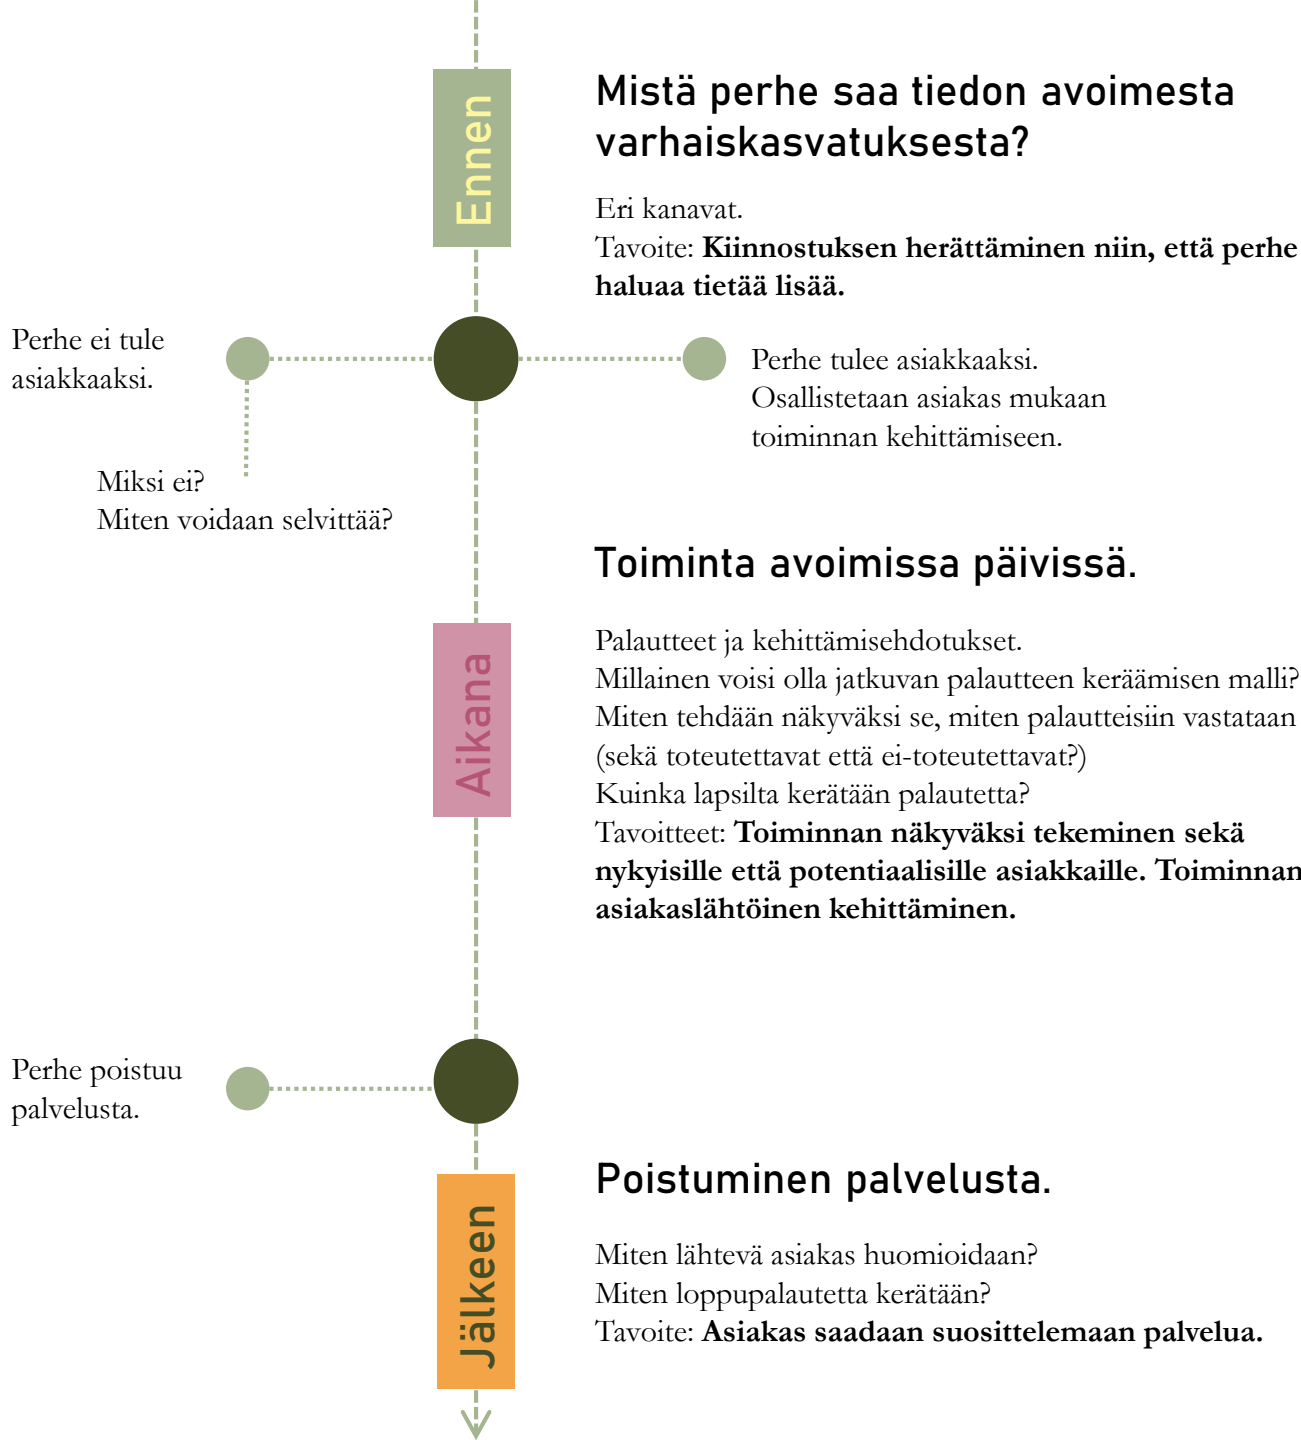 Ennen
Mistä perhe saa tiedon avoimesta
varhaiskasvatuksesta?
Eri kanavat.
Tavoite: Kiinnostuksen herättäminen niin, että perhe
haluaa tietää lisää.
Perhe ei tule
asiakkaaksi.
Miksi ei?
Miten voidaan selvittää?
Perhe tulee asiakkaaksi.
Osallistetaan asiakas mukaan
toiminnan kehittämiseen.
Aikana
Toiminta avoimissa päivissä.
Palautteet ja kehittämisehdotukset.
Millainen voisi olla jatkuvan palautteen keräämisen malli?
Miten tehdään näkyväksi se, miten palautteisiin vastataan
(sekä toteutettavat että ei-toteutettavat?)
Kuinka lapsilta kerätään palautetta?
Tavoitteet: Toiminnan näkyväksi tekeminen sekä
nykyisille että potentiaalisille asiakkaille. Toiminnan
asiakaslähtöinen kehittäminen.
Perhe poistuu
palvelusta.
Jälkeen
Poistuminen palvelusta.
Miten lähtevä asiakas huomioidaan?
Miten loppupalautetta kerätään?
Tavoite: Asiakas saadaan suosittelemaan palvelua.